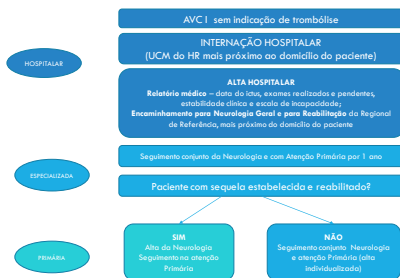 AVC I sem indicação de trombólise
INTERNAÇÃO HOSPITALAR
(UCM do HR mais próximo ao domicílio do paciente)
HOSPITALAR
ALTA HOSPITALAR
Relatório médico – data do ictus, exames realizados e pendentes,
estabilidade clínica e escala de incapacidade;
Encaminhamento para Neurologia Geral e para Reabilitação da Regional
de Referência, mais próximo do domicílio do paciente
Seguimento conjunto da Neurologia e com Atenção Primária por 1 ano
ESPECIALIZADA
Paciente com sequela estabelecida e reabilitado?
PRIMÁRIA
SIM
Alta da Neurologia
Seguimento na atenção
Primária
NÃO
Seguimento conjunto Neurologia
e atenção Primária (alta
individualizada)